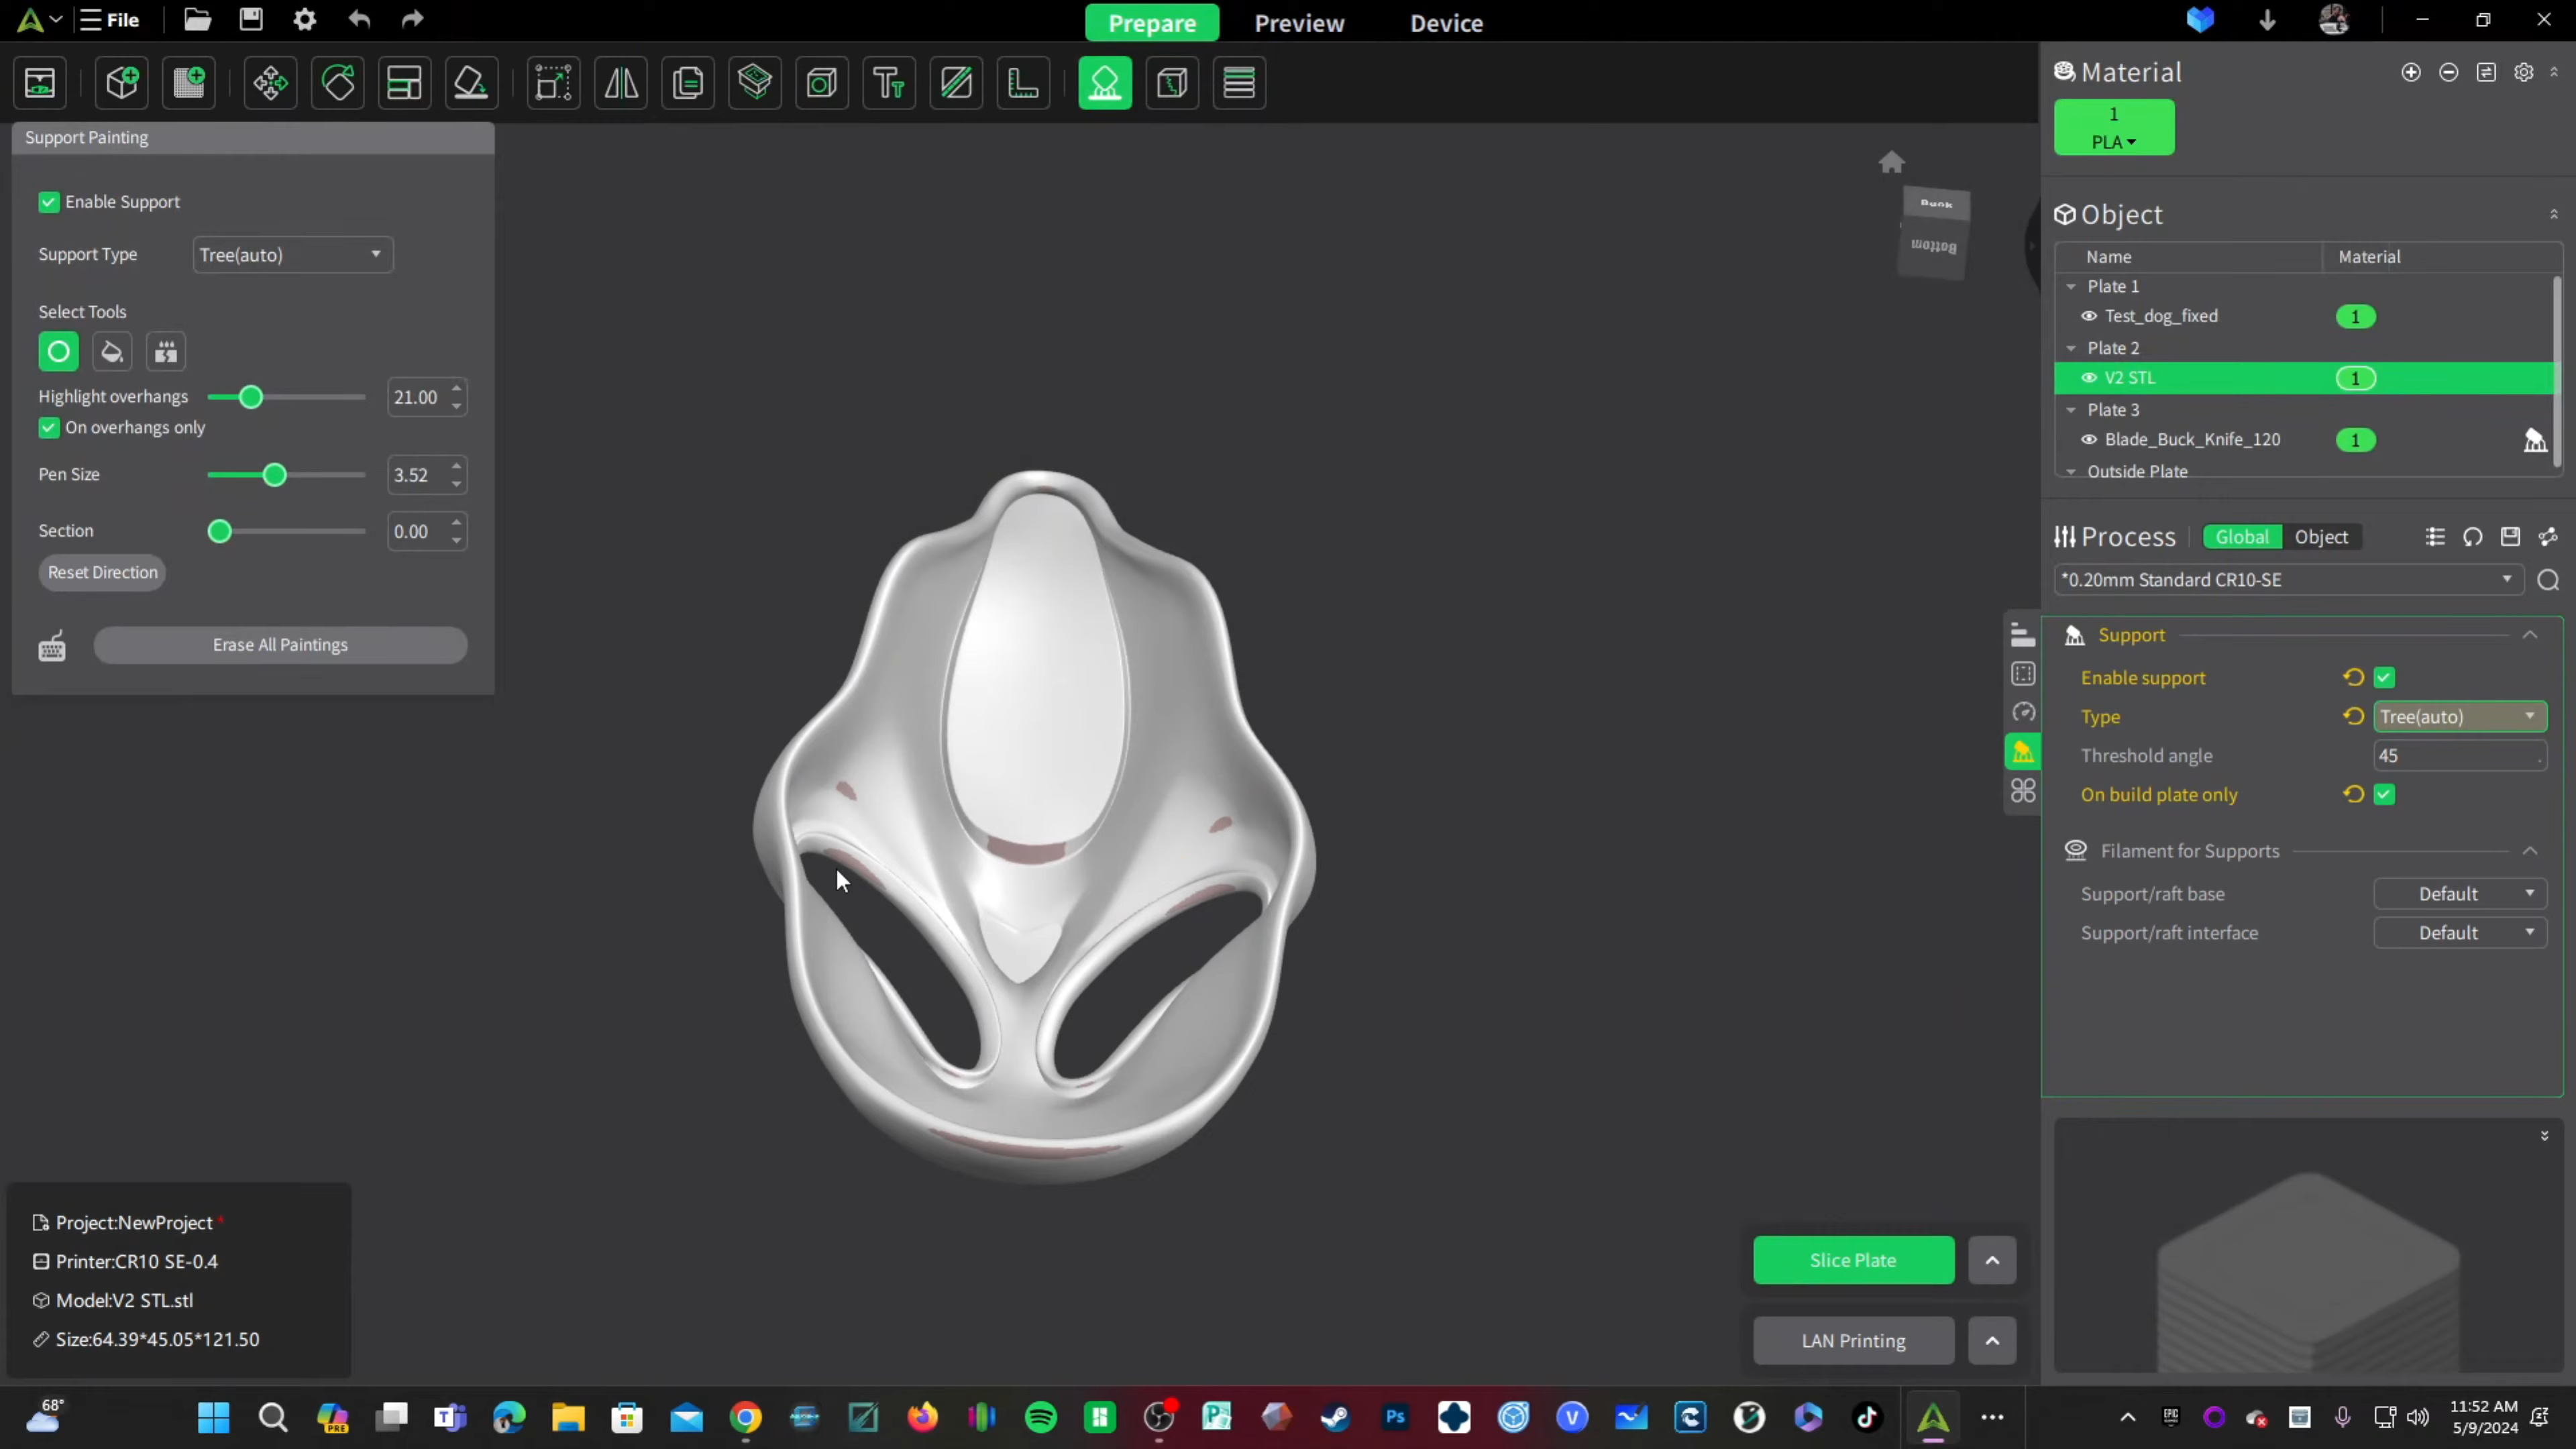 File
Prepare
Preview
Device
Support Painting
Enable Support
Support Type
Tree(auto)
Select Tools
Highlight overhangs
21.00
On overhangs only
Pen Size
3.52
Section
0.00
Reset Direction
Erase All Paintings
Bottom
Material
1
PLA
Object
Name
Material
Plate 1
Test_dog_fixed
1
Plate 2
V2 STL
1
Plate 3
Blade_Buck_Knife_120
1
Outside Plate
Process
Global
Object
*0.20mm Standard CR10-SE
Support
Enable support
Type
Tree(auto)
Threshold angle
45
On build plate only
Filament for Supports
Support/raft base
Default
Support/raft interface
Default
Project:NewProject *
Printer:CR10 SE-0.4
Model:V2 STL.stl
Size:64.39*45.05*121.50
Slice Plate
LAN Printing
68°
PRE
Ps
EPIC
11:52 AM
5/9/2024